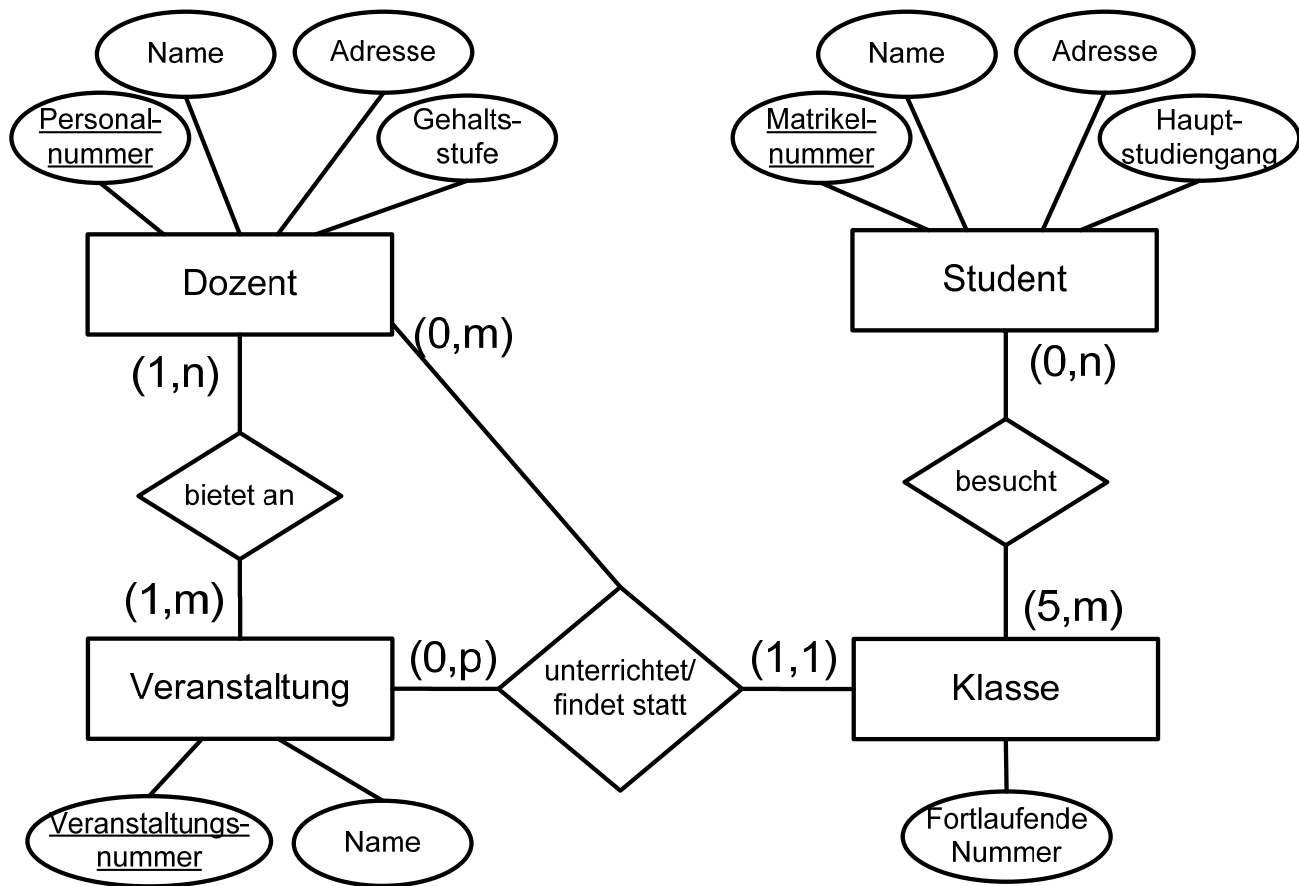 Name
Adresse
Name
Adresse
Personal-
nummer
Gehalts-
stufe
Matrikel-
nummer
Haupt-
studiengang
Dozent
Student
(0,m)
(1,n)
(0,n)
bietet an
besucht
(1,m)
(5,m)
(0,p)
unterrichtet/
findet statt
(1,1)
Veranstaltung
Klasse
Veranstaltungs-
nummer
Name
Fortlaufende
Nummer